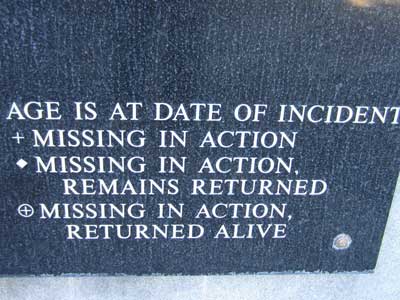 AGE IS AT DATE OF INCIDENT
+ MISSING IN ACTION
◆ MISSING IN ACTION,
REMAINS RETURNED
⊕ MISSING IN ACTION,
RETURNED ALIVE